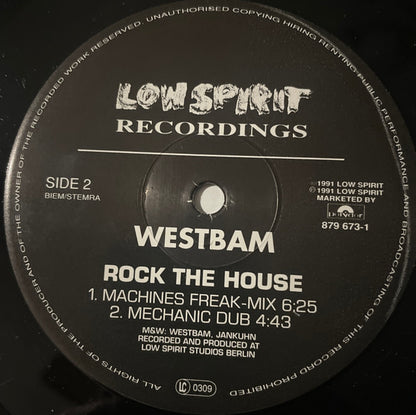 ALL RIGHTS OF THE PRODUCER AND OF THE OWNER OF THE RECORDED WORK RESERVED. UNAUTHORISED COPYING HIRING RENTING PUBLIC PERFORMANCE AND BROADCASTING OF THIS RECORD PROHIBITED
LOW SPIRIT
RECORDINGS
SIDE 2
BIEM/STEMRA
℗ 1991 LOW SPIRIT
© 1991 LOW SPIRIT
MARKETED BY
polydor
879 673-1
WESTBAM
ROCK THE HOUSE
1. MACHINES FREAK-MIX 6:25
2. MECHANIC DUB 4:43
M&W: WESTBAM, JANKUHN
RECORDED AND PRODUCED AT
LOW SPIRIT STUDIOS BERLIN
LC 0309